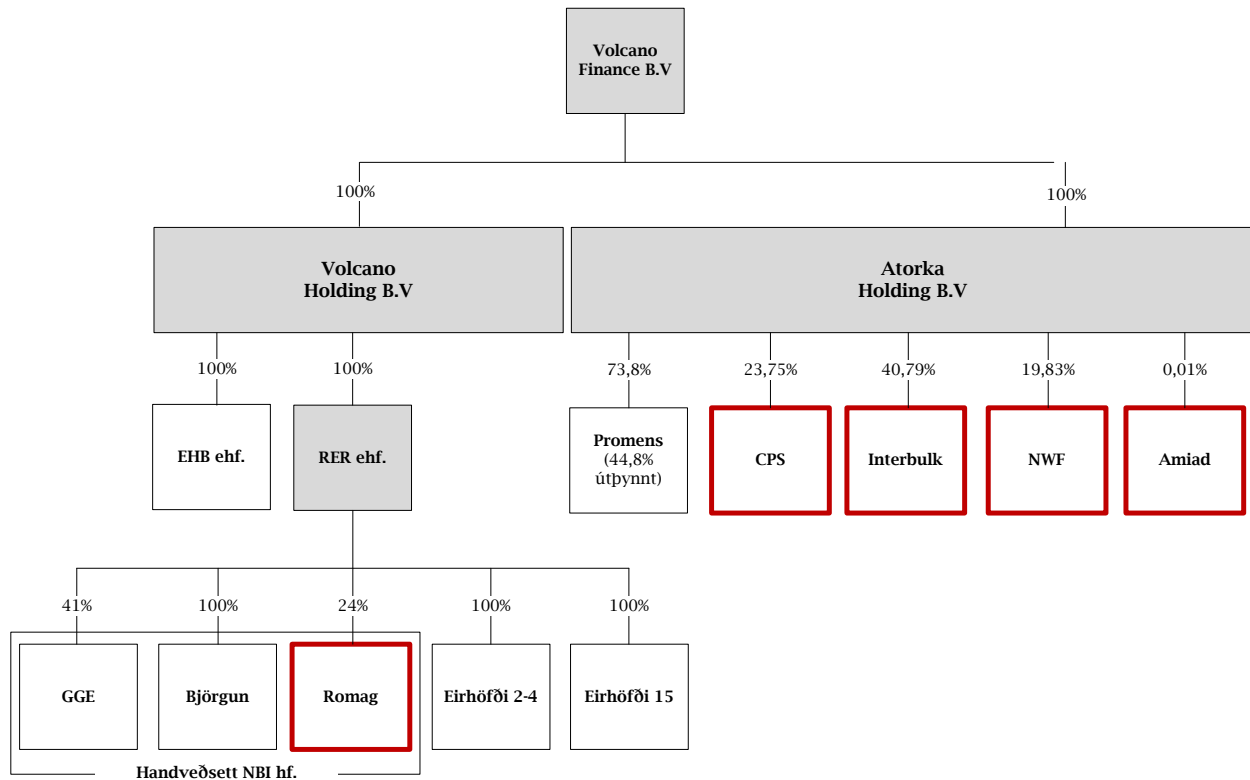 Volcano
Finance B.V
100%
100%
Volcano
Holding B.V
Atorka
Holding B.V
100%
100%
73,8%
23,75%
40,79%
19,83%
0,01%
EHB ehf.
RER ehf.
Promens
(44,8%
útþynnt)
CPS
Interbulk
NWF
Amiad
41%
100%
24%
100%
100%
GGE
Björgun
Romag
Eirhöfði 2-4
Eirhöfði 15
Handveðsett NBI hf.